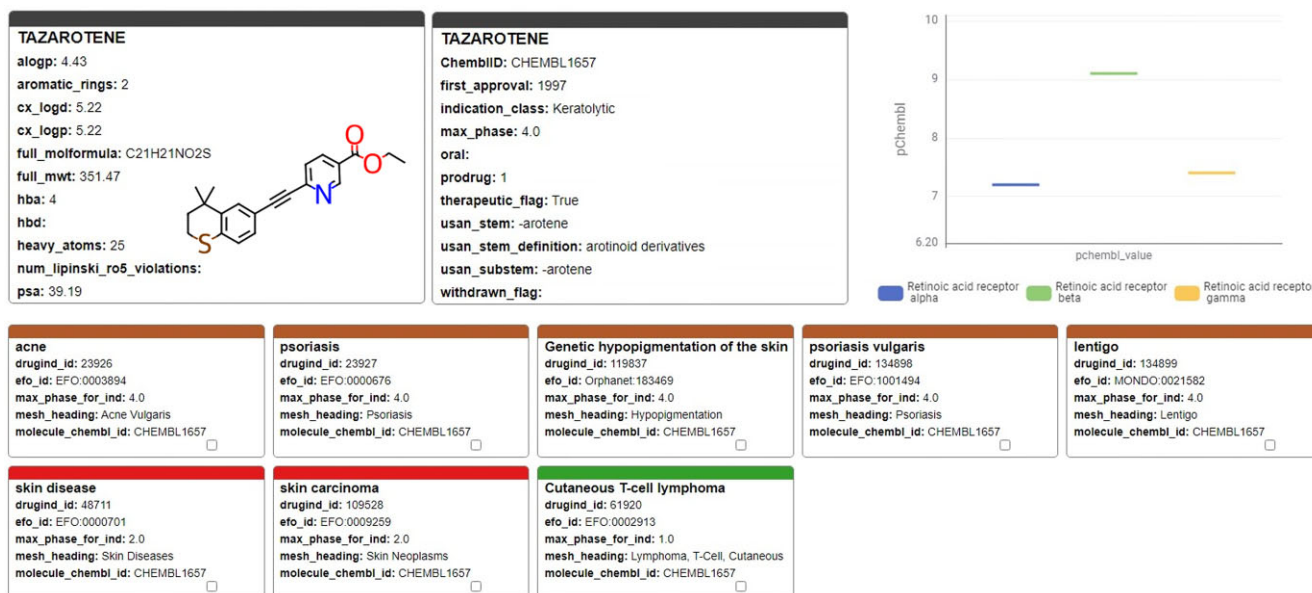 TAZAROTENE
alogp: 4.43
aromatic_rings: 2
cx_logd: 5.22
cx_logp: 5.22
full_molformula: C21H21NO2S
full_mwt: 351.47
hba: 4
hbd:
heavy_atoms: 25
num_lipinski_ro5_violations:
psa: 39.19
O
O
N
S
TAZAROTENE
ChemblID: CHEMBL1657
first_approval: 1997
indication_class: Keratolytic
max_phase: 4.0
oral:
prodrug: 1
therapeutic_flag: True
usan_stem: -arotene
usan_stem_definition: arotinoid derivatives
usan_substem: -arotene
withdrawn_flag:
10
9
8
7
6.20
pChembl
pchembl_value
Retinoic acid receptor
alpha
Retinoic acid receptor
beta
Retinoic acid receptor
gamma
acne
drugind_id: 23926
efo_id: EFO:0003894
max_phase_for_ind: 4.0
mesh_heading: Acne Vulgaris
molecule_chembl_id: CHEMBL1657
psoriasis
drugind_id: 23927
efo_id: EFO:0000676
max_phase_for_ind: 4.0
mesh_heading: Psoriasis
molecule_chembl_id: CHEMBL1657
Genetic hypopigmentation of the skin
drugind_id: 119837
efo_id: Orphanet:183469
max_phase_for_ind: 4.0
mesh_heading: Hypopigmentation
molecule_chembl_id: CHEMBL1657
psoriasis vulgaris
drugind_id: 134898
efo_id: EFO:1001494
max_phase_for_ind: 4.0
mesh_heading: Psoriasis
molecule_chembl_id: CHEMBL1657
lentigo
drugind_id: 134899
efo_id: MONDO:0021582
max_phase_for_ind: 4.0
mesh_heading: Lentigo
molecule_chembl_id: CHEMBL1657
skin disease
drugind_id: 48711
efo_id: EFO:0000701
max_phase_for_ind: 2.0
mesh_heading: Skin Diseases
molecule_chembl_id: CHEMBL1657
skin carcinoma
drugind_id: 109528
efo_id: EFO:0009259
max_phase_for_ind: 2.0
mesh_heading: Skin Neoplasms
molecule_chembl_id: CHEMBL1657
Cutaneous T-cell lymphoma
drugind_id: 61920
efo_id: EFO:0002913
max_phase_for_ind: 1.0
mesh_heading: Lymphoma, T-Cell, Cutaneous
molecule_chembl_id: CHEMBL1657